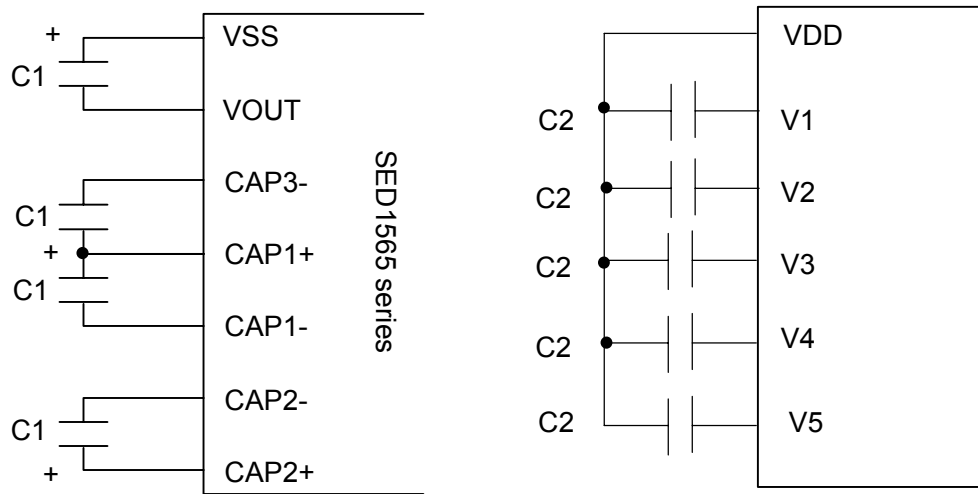 +
VSS
C1
VOUT
CAP3-
C1
+
CAP1+
C1
CAP1-
CAP2-
C1
+
CAP2+
SED1565 series
VDD
C2
V1
C2
V2
C2
V3
C2
V4
C2
V5